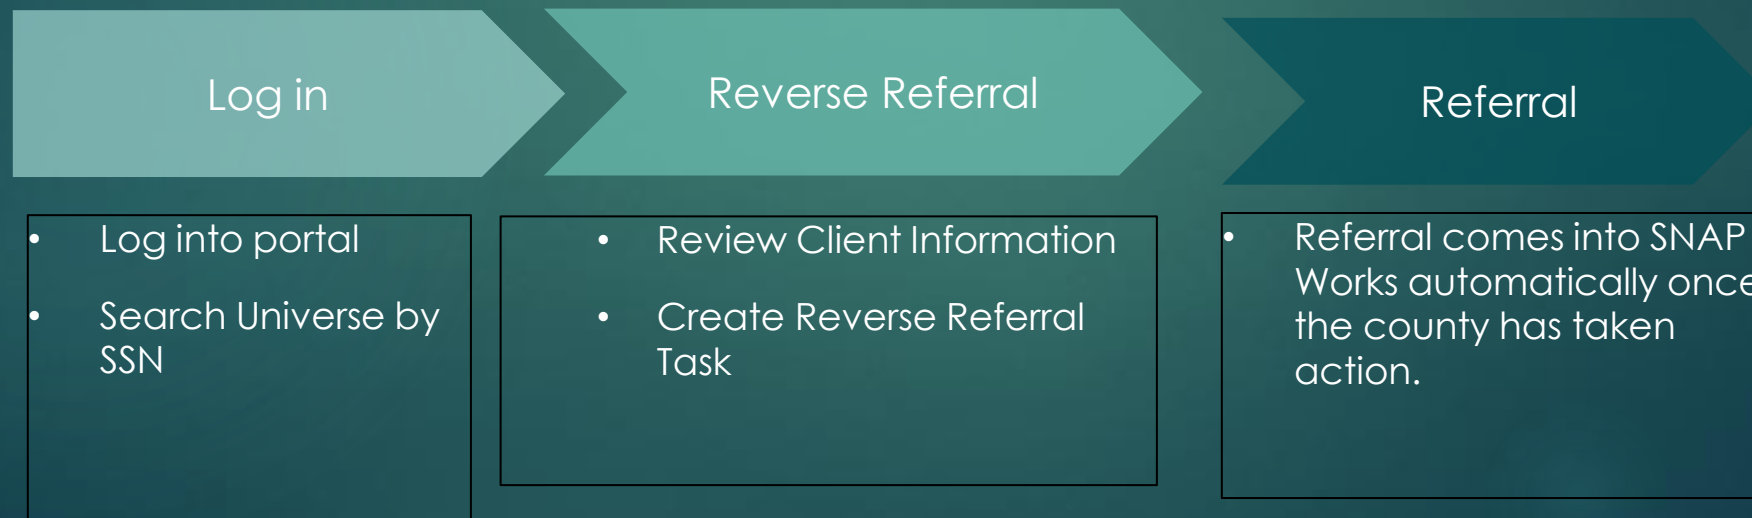 Log in
Reverse Referral
Referral
• Log into portal
• Search Universe by
SSN
• Review Client Information
• Create Reverse Referral
Task
• Referral comes into SNAP
Works automatically once
the county has taken
action.